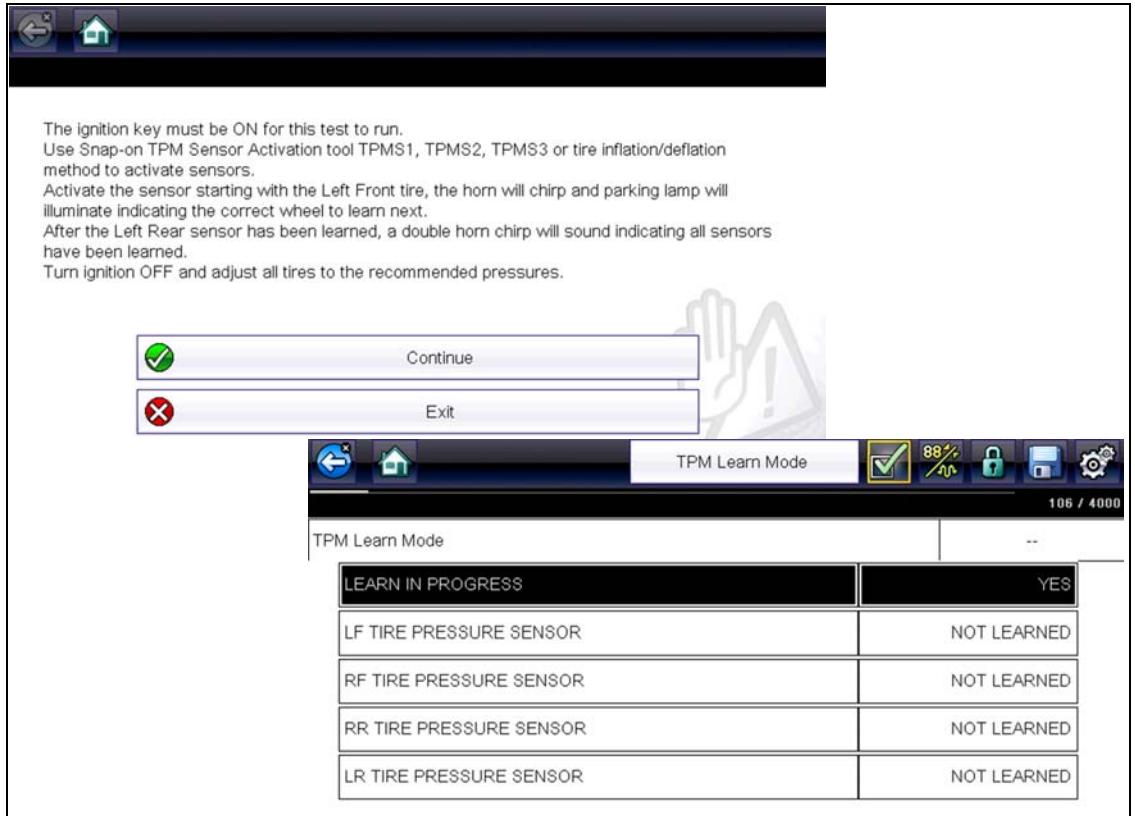 The ignition key must be ON for this test to run.
Use Snap-on TPM Sensor Activation tool TPMS1, TPMS2, TPMS3 or tire inflation/deflation
method to activate sensors.
Activate the sensor starting with the Left Front tire, the horn will chirp and parking lamp will
illuminate indicating the correct wheel to learn next.
After the Left Rear sensor has been learned, a double horn chirp will sound indicating all sensors
have been learned.
Turn ignition OFF and adjust all tires to the recommended pressures.
Continue
Exit
TPM Learn Mode
88
106 / 4000
TPM Learn Mode --
LEARN IN PROGRESS YES
LF TIRE PRESSURE SENSOR NOT LEARNED
RF TIRE PRESSURE SENSOR NOT LEARNED
RR TIRE PRESSURE SENSOR NOT LEARNED
LR TIRE PRESSURE SENSOR NOT LEARNED